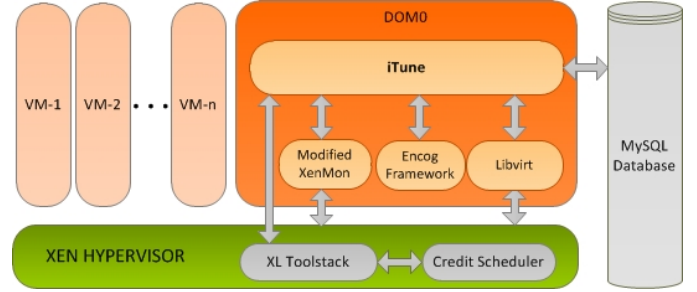 DOM0
iTune
VM-1
VM-2
• • •
VM-n
Modified
XenMon
Encog
Framework
Libvirt
MySQL
Database
XEN HYPERVISOR
XL Toolstack
Credit Scheduler